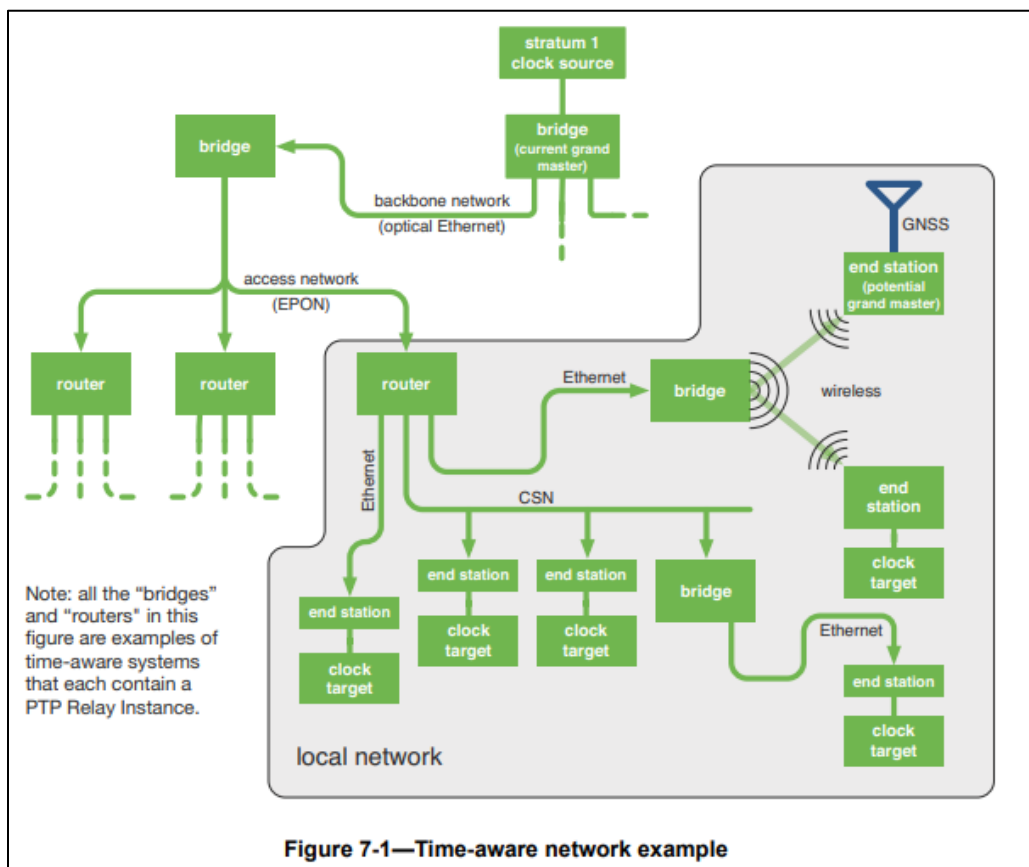 stratum 1
clock source
bridge
(current grand
master)
bridge
backbone network
(optical Ethernet)
GNSS
end station
(potential
grand master)
access network
(EPON)
router
router
router
Ethernet
bridge
wireless
Ethernet
CSN
end
station
clock
target
end station
clock
target
end station
clock
target
bridge
end station
clock
target
Ethernet
end station
clock
target
Note: all the “bridges”
and “routers" in this
figure are examples of
time-aware systems
that each contain a
PTP Relay Instance.
local network
Figure 7-1—Time-aware network example